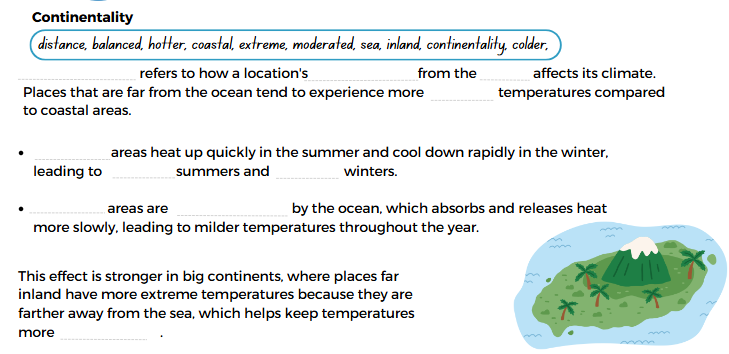 Continentality
distance, balanced, hotter, coastal, extreme, moderated, sea, inland, continentality, colder,
refers to how a location's from the affects its climate.
Places that are far from the ocean tend to experience more temperatures compared
to coastal areas.
• areas heat up quickly in the summer and cool down rapidly in the winter,
leading to summers and winters.
• areas are by the ocean, which absorbs and releases heat
more slowly, leading to milder temperatures throughout the year.
This effect is stronger in big continents, where places far
inland have more extreme temperatures because they are
farther away from the sea, which helps keep temperatures
more .